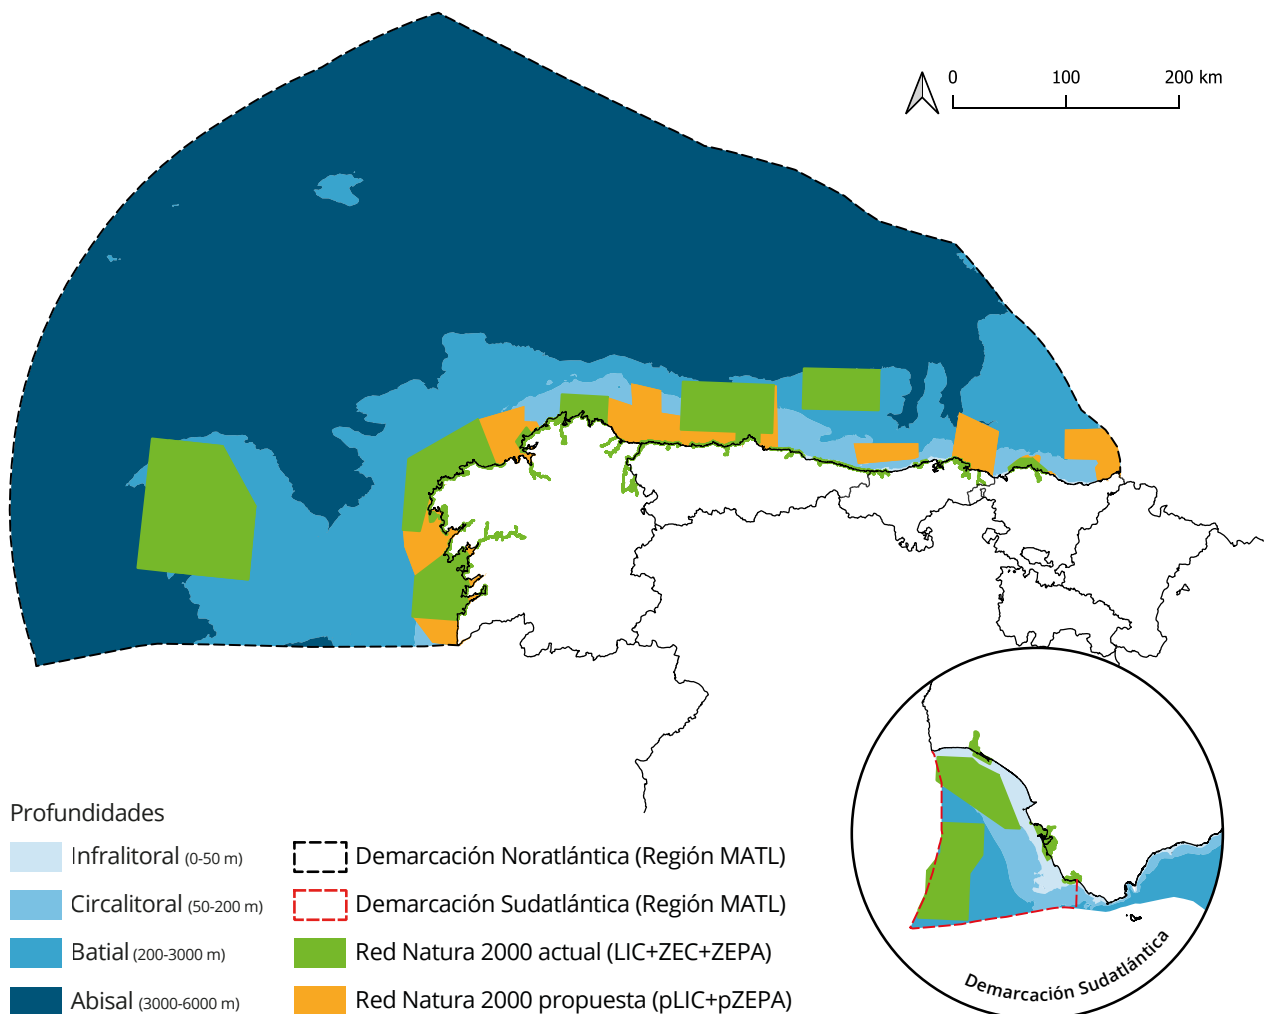 0 100 200 km
Profundidades
Infralitoral (0-50 m)
Circalitoral (50-200 m)
Batial (200-3000 m)
Abisal (3000-6000 m)
Demarcación Noratlántica (Región MATL)
Demarcación Sudatlántica (Región MATL)
Red Natura 2000 actual (LIC+ZEC+ZEPA)
Red Natura 2000 propuesta (pLIC+pZEPA)
Demarcación Sudatlántica